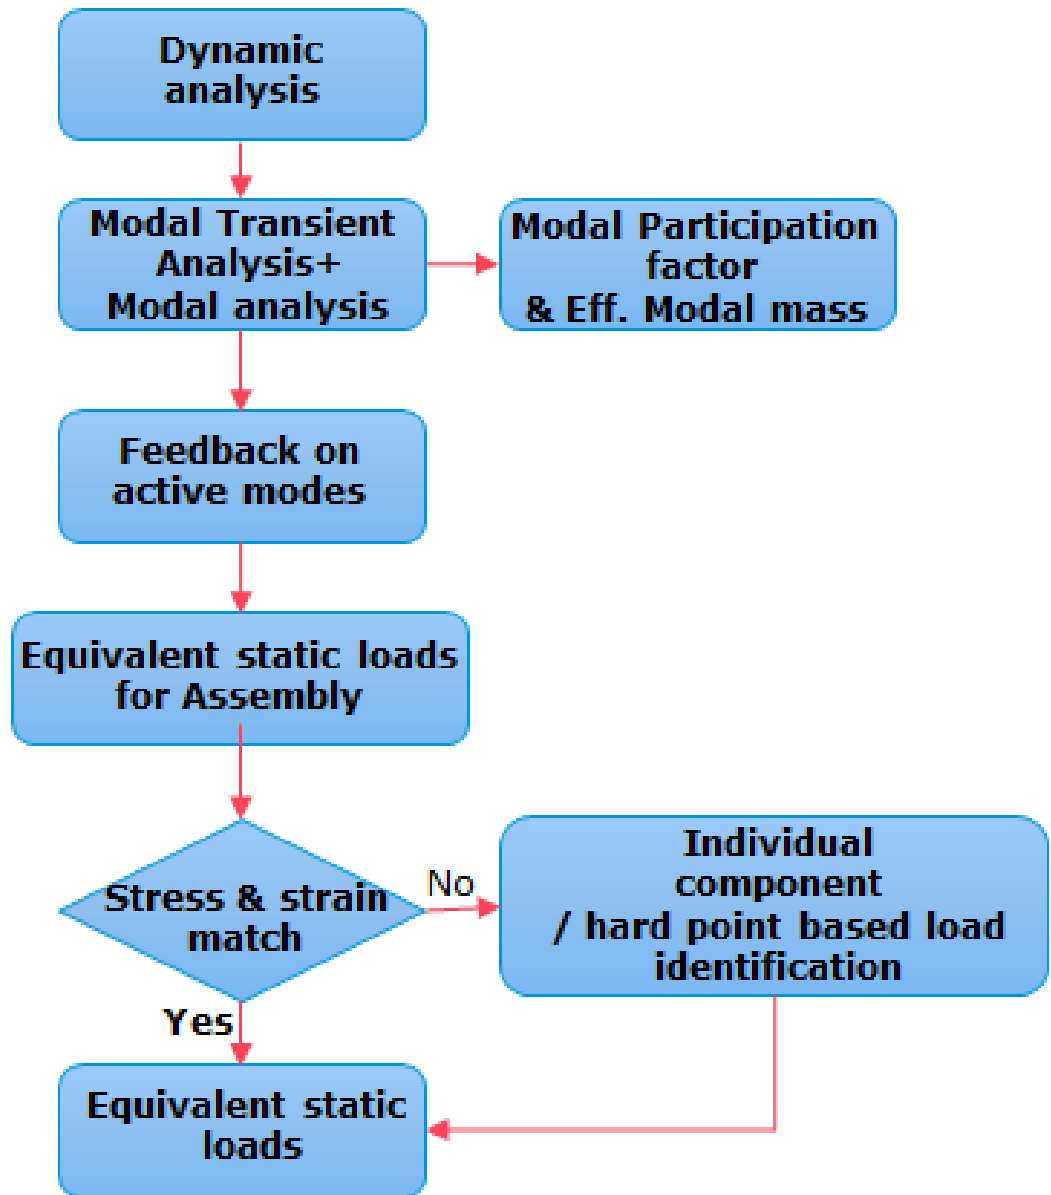 Dynamic
analysis
Modal Transient
Analysis+
Modal analysis
Modal Participation
factor
& Eff. Modal mass
Feedback on
active modes
Equivalent static loads
for Assembly
Stress & strain
match
No
Individual
component
/ hard point based load
identification
Yes
Equivalent static
loads